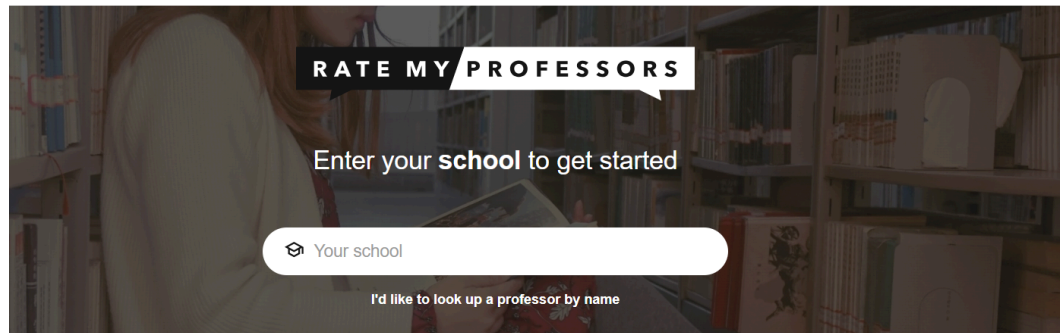 RATE MY PROFESSORS
Enter your school to get started
Your school
I'd like to look up a professor by name